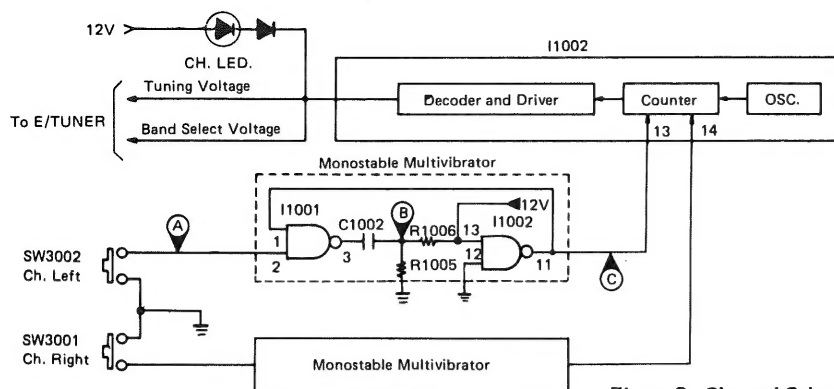 12V
CH. LED.
I1002
Tuning Voltage
Decoder and Driver
Counter
OSC.
To E/TUNER
Band Select Voltage
13
14
Monostable Multivibrator
A
I1001
C1002
B
12V
R1006
13
I1002
1
2
3
R1005
12
11
C
SW3002
Ch. Left
SW3001
Ch. Right
Monostable Multivibrator